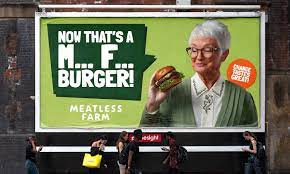 NOW THAT'S A
M... F...
BURGER!
MEATLESS
FARM
CHANGE
TASTES
GREAT!